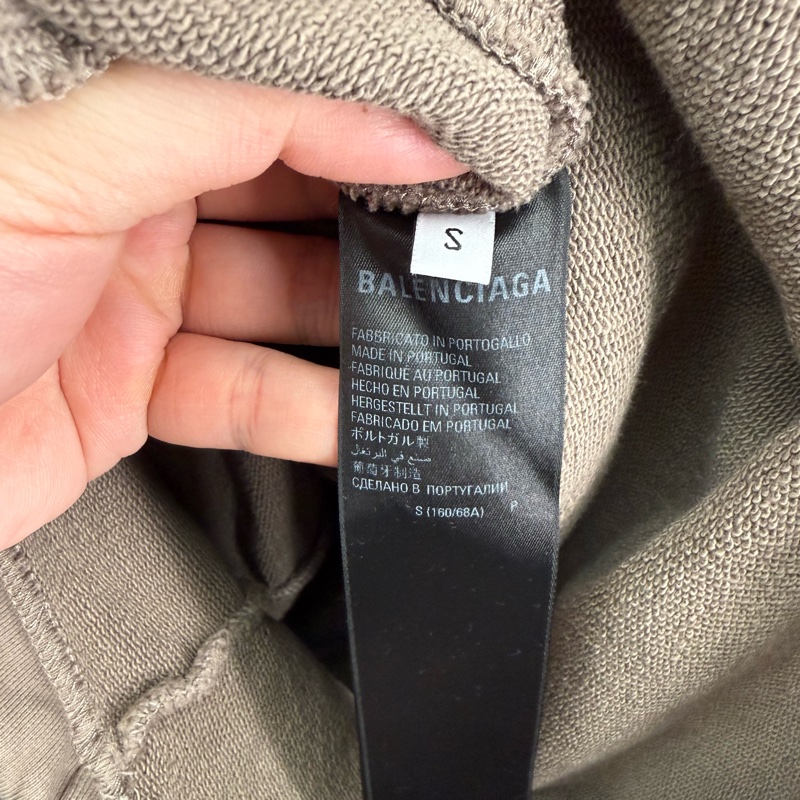 S
BALENCIAGA
FABBRICATO IN PORTOGALLO
MADE IN PORTUGAL
FABRIQUÉ AU PORTUGAL
HECHO EN PORTUGAL
HERGESTELLT IN PORTUGAL
FABRICADO EM PORTUGAL
ポルトガル製
صنع في البرتغال
葡萄牙制造
СДЕЛАНО В ПОРТУГАЛИИ
S (160/68A) P